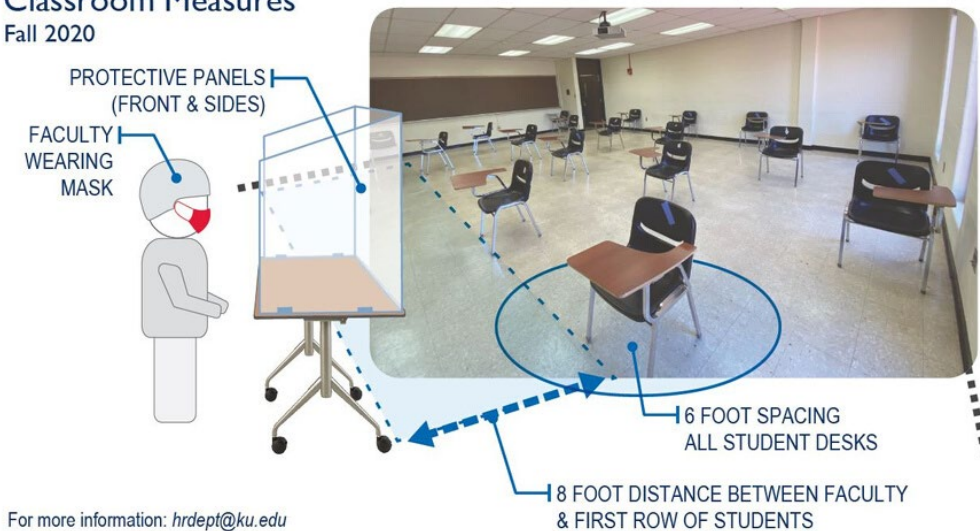 Classroom Measures
Fall 2020
PROTECTIVE PANELS
(FRONT & SIDES)
FACULTY
WEARING
MASK
6 FOOT SPACING
ALL STUDENT DESKS
8 FOOT DISTANCE BETWEEN FACULTY
& FIRST ROW OF STUDENTS
For more information: hrdept@ku.edu